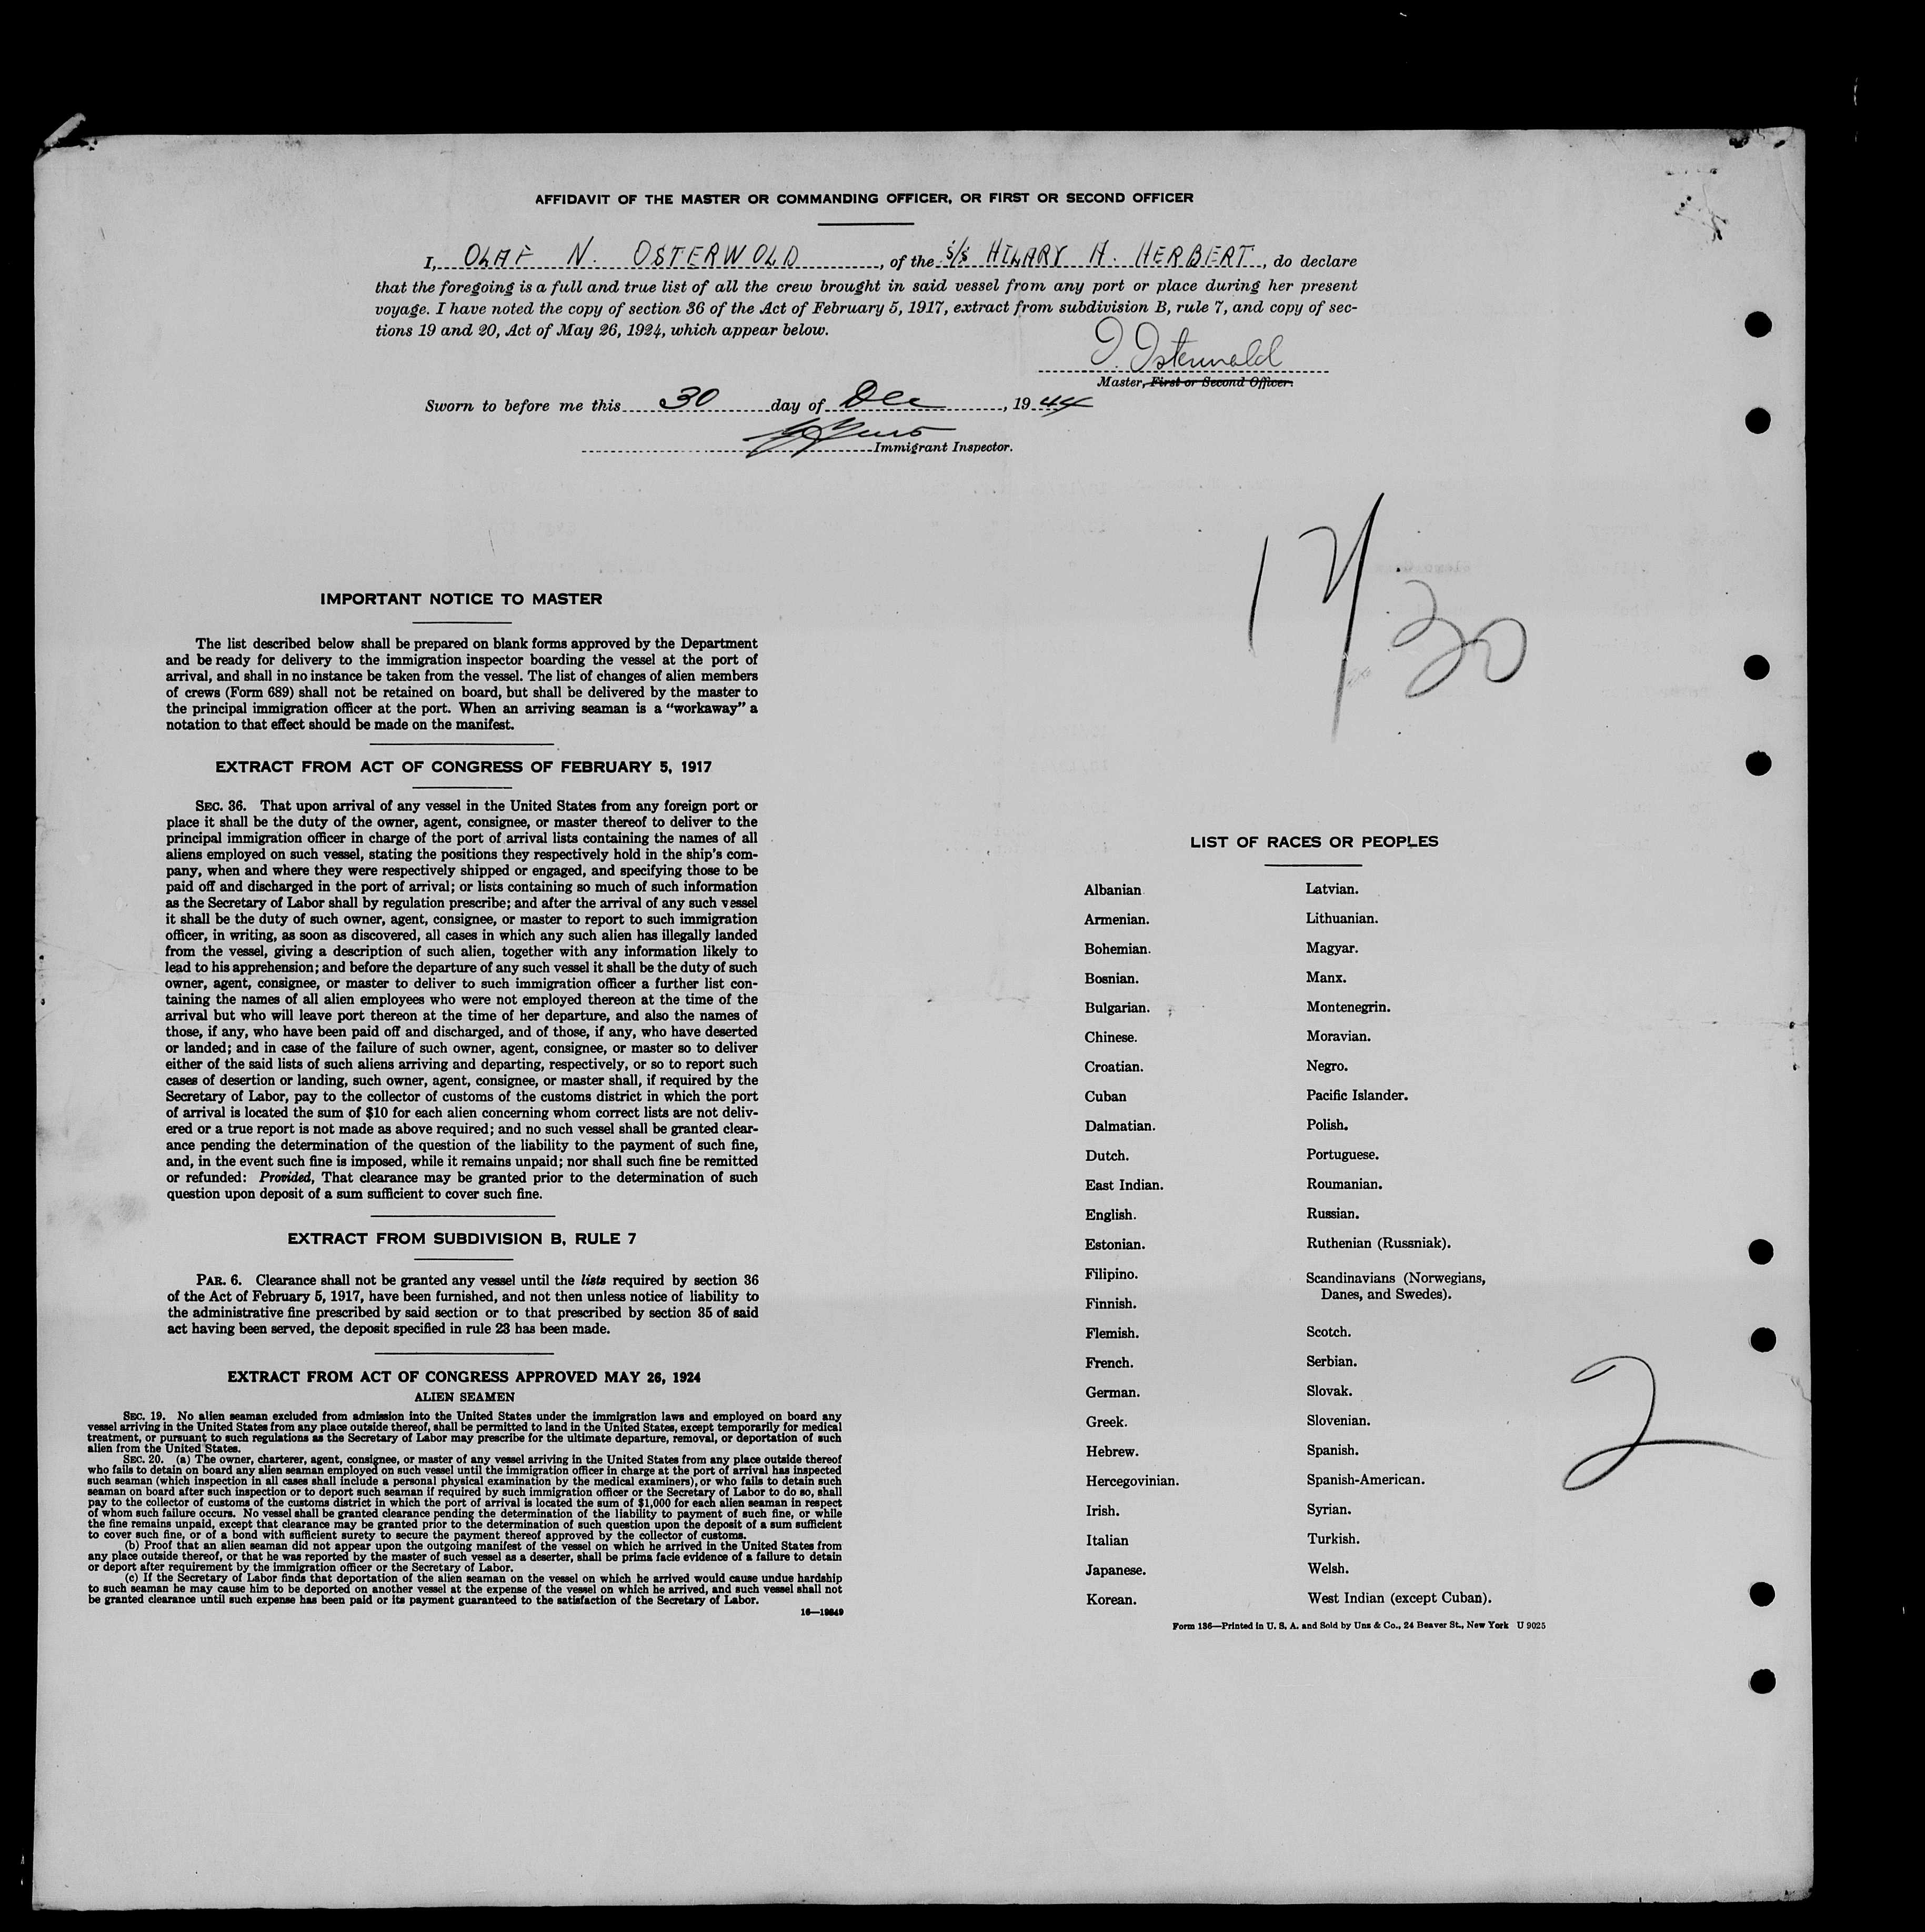 AFFIDAVIT OF THE MASTER OR COMMANDING OFFICER, OR FIRST OR SECOND OFFICER
I, OLAF N. OSTERWOLD, of the S/S HILARY A. HERBERT, do declare
that the foregoing is a full and true list of all the crew brought in said vessel from any port or place during her present
voyage. I have noted the copy of section 36 of the Act of February 5, 1917, extract from subdivision B, rule 7, and copy of sec-
tions 19 and 20, Act of May 26, 1924, which appear below.
Osterwold
Master, First or Second Officer.
Sworn to before me this 30 day of Dec, 1944
Immigrant Inspector.
12/30
IMPORTANT NOTICE TO MASTER
The list described below shall be prepared on blank forms approved by the Department
and be ready for delivery to the immigration inspector boarding the vessel at the port of
arrival, and shall in no instance be taken from the vessel. The list of changes of alien members
of crews (Form 689) shall not be retained on board, but shall be delivered by the master to
the principal immigration officer at the port. When an arriving seaman is a "workaway" a
notation to that effect should be made on the manifest.
EXTRACT FROM ACT OF CONGRESS OF FEBRUARY 5, 1917
SEC. 36. That upon arrival of any vessel in the United States from any foreign port or
place it shall be the duty of the owner, agent, consignee, or master thereof to deliver to the
principal immigration officer in charge of the port of arrival lists containing the names of all
aliens employed on such vessel, stating the positions they respectively hold in the ship's com-
pany, when and where they were respectively shipped or engaged, and specifying those to be
paid off and discharged in the port of arrival; or lists containing so much of such information
as the Secretary of Labor shall by regulation prescribe; and after the arrival of any such vessel
it shall be the duty of such owner, agent, consignee, or master to report to such immigration
officer, in writing, as soon as discovered, all cases in which any such alien has illegally landed
from the vessel, giving a description of such alien, together with any information likely to
lead to his apprehension; and before the departure of any such vessel it shall be the duty of such
owner, agent, consignee, or master to deliver to such immigration officer a further list con-
taining the names of all alien employees who were not employed thereon at the time of the
arrival but who will leave port thereon at the time of her departure, and also the names of
those, if any, who have been paid off and discharged, and of those, if any, who have deserted
or landed; and in case of the failure of such owner, agent, consignee, or master so to deliver
either of the said lists of such aliens arriving and departing, respectively, or so to report such
cases of desertion or landing, such owner, agent, consignee, or master shall, if required by the
Secretary of Labor, pay to the collector of customs of the customs district in which the port
of arrival is located the sum of $10 for each alien concerning whom correct lists are not deliv-
ered or a true report is not made as above required; and no such vessel shall be granted clear-
ance pending the determination of the question of the liability to the payment of such fine,
and, in the event such fine is imposed, while it remains unpaid; nor shall such fine be remitted
or refunded: Provided, That clearance may be granted prior to the determination of such
question upon deposit of a sum sufficient to cover such fine.
EXTRACT FROM SUBDIVISION B, RULE 7
PAR. 6. Clearance shall not be granted any vessel until the lists required by section 36
of the Act of February 5, 1917, have been furnished, and not then unless notice of liability to
the administrative fine prescribed by said section or to that prescribed by section 35 of said
act having been served, the deposit specified in rule 23 has been made.
EXTRACT FROM ACT OF CONGRESS APPROVED MAY 26, 1924
ALIEN SEAMEN
SEC. 19. No alien seaman excluded from admission into the United States under the immigration laws and employed on board any
vessel arriving in the United States from any place outside thereof, shall be permitted to land in the United States, except temporarily for medical
treatment, or pursuant to such regulations as the Secretary of Labor may prescribe for the ultimate departure, removal, or deportation of such
alien from the United States.
SEC. 20. (a) The owner, charterer, agent, consignee, or master of any vessel arriving in the United States from any place outside thereof
who fails to detain on board any alien seaman employed on such vessel until the immigration officer in charge at the port of arrival has inspected
such seaman (which inspection in all cases shall include a personal physical examination by the medical examiners), or who fails to detain such
seaman on board after such inspection or to deport such seaman if required by such immigration officer or the Secretary of Labor to do so, shall
pay to the collector of customs of the customs district in which the port of arrival is located the sum of $1,000 for each alien seaman in respect
of whom such failure occurs. No vessel shall be granted clearance pending the determination of the liability to payment of such fine, or while
the fine remains unpaid, except that clearance may be granted prior to the determination of such question upon the deposit of a sum sufficient
to cover such fine, or of a bond with sufficient surety to secure the payment thereof approved by the collector of customs.
(b) Proof that an alien seaman did not appear upon the outgoing manifest of the vessel on which he arrived in the United States from
any place outside thereof, or that he was reported by the master of such vessel as a deserter, shall be prima facie evidence of a failure to detain
or deport after requirement by the immigration officer or the Secretary of Labor.
(c) If the Secretary of Labor finds that deportation of the alien seaman on the vessel on which he arrived would cause undue hardship
to such seaman he may cause him to be deported on another vessel at the expense of the vessel on which he arrived, and such vessel shall not
be granted clearance until such expense has been paid or its payment guaranteed to the satisfaction of the Secretary of Labor.
16—19849
LIST OF RACES OR PEOPLES
Albanian
Armenian.
Bohemian.
Bosnian.
Bulgarian.
Chinese.
Croatian.
Cuban
Dalmatian.
Dutch.
East Indian.
English.
Estonian.
Filipino.
Finnish.
Flemish.
French.
German.
Greek.
Hebrew.
Hercegovinian.
Irish.
Italian
Japanese.
Korean.
Latvian.
Lithuanian.
Magyar.
Manx.
Montenegrin.
Moravian.
Negro.
Pacific Islander.
Polish.
Portuguese.
Roumanian.
Russian.
Ruthenian (Russniak).
Scandinavians (Norwegians,
Danes, and Swedes).
Scotch.
Serbian.
Slovak.
Slovenian.
Spanish.
Spanish-American.
Syrian.
Turkish.
Welsh.
West Indian (except Cuban).
2
Form 136—Printed in U. S. A. and Sold by Unz & Co., 24 Beaver St., New York U 9025